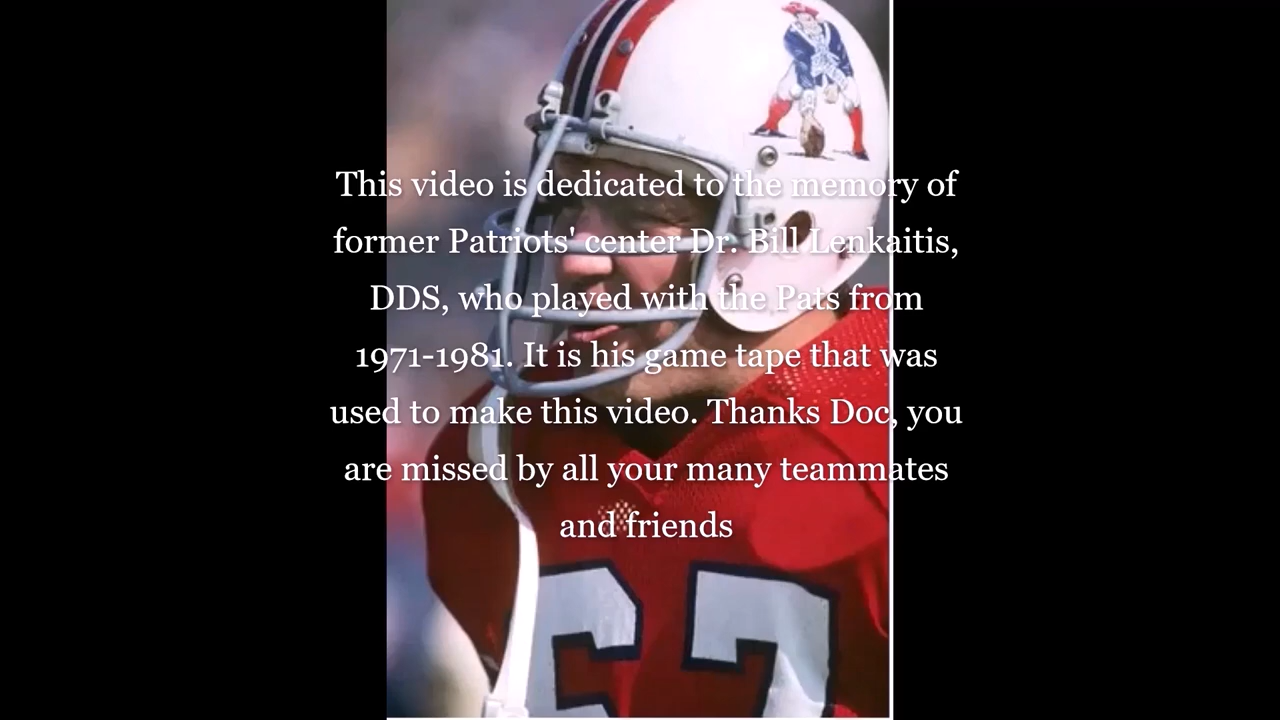 This video is dedicated to the memory of
former Patriots' center Dr. Bill Lenkaitis,
DDS, who played with the Pats from
1971-1981. It is his game tape that was
used to make this video. Thanks Doc, you
are missed by all your many teammates
and friends
67